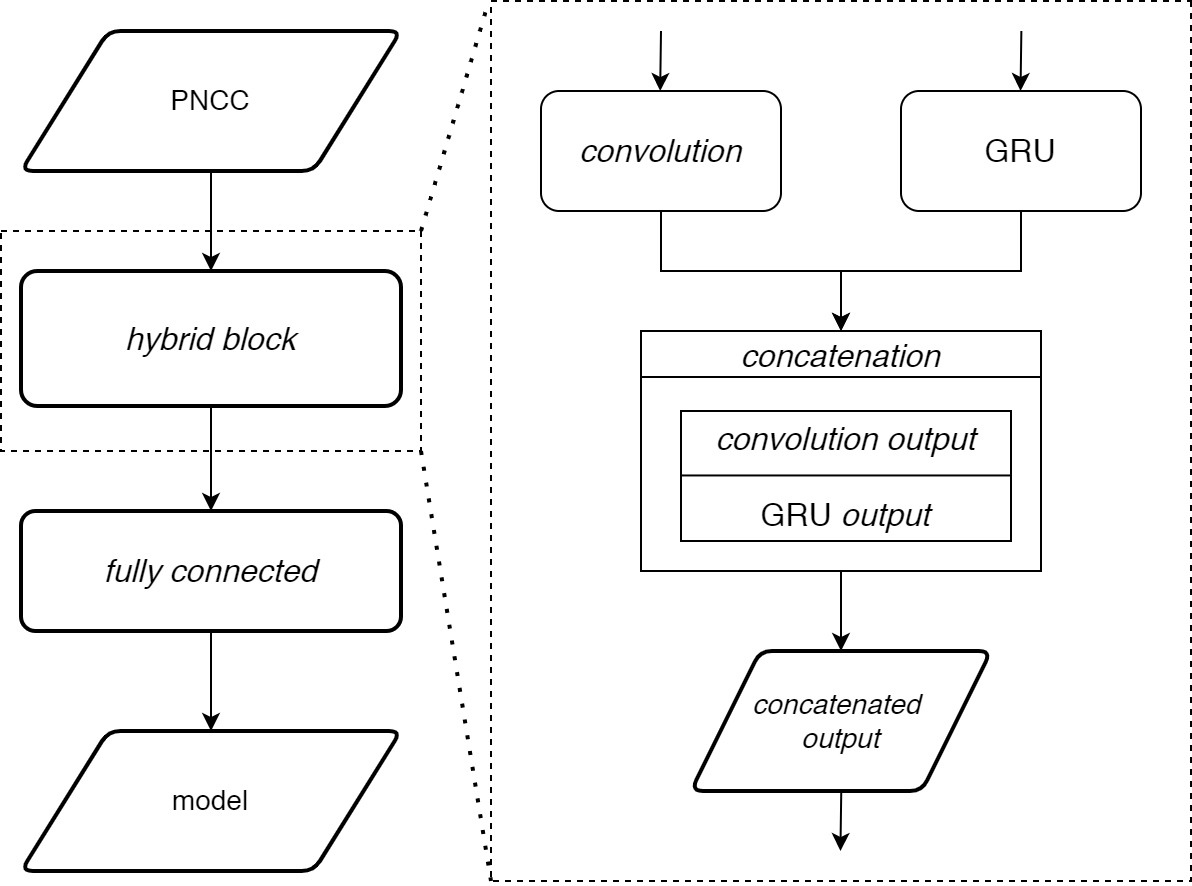 PNCC
hybrid block
fully connected
model
convolution
GRU
concatenation
convolution output
GRU output
concatenated
output